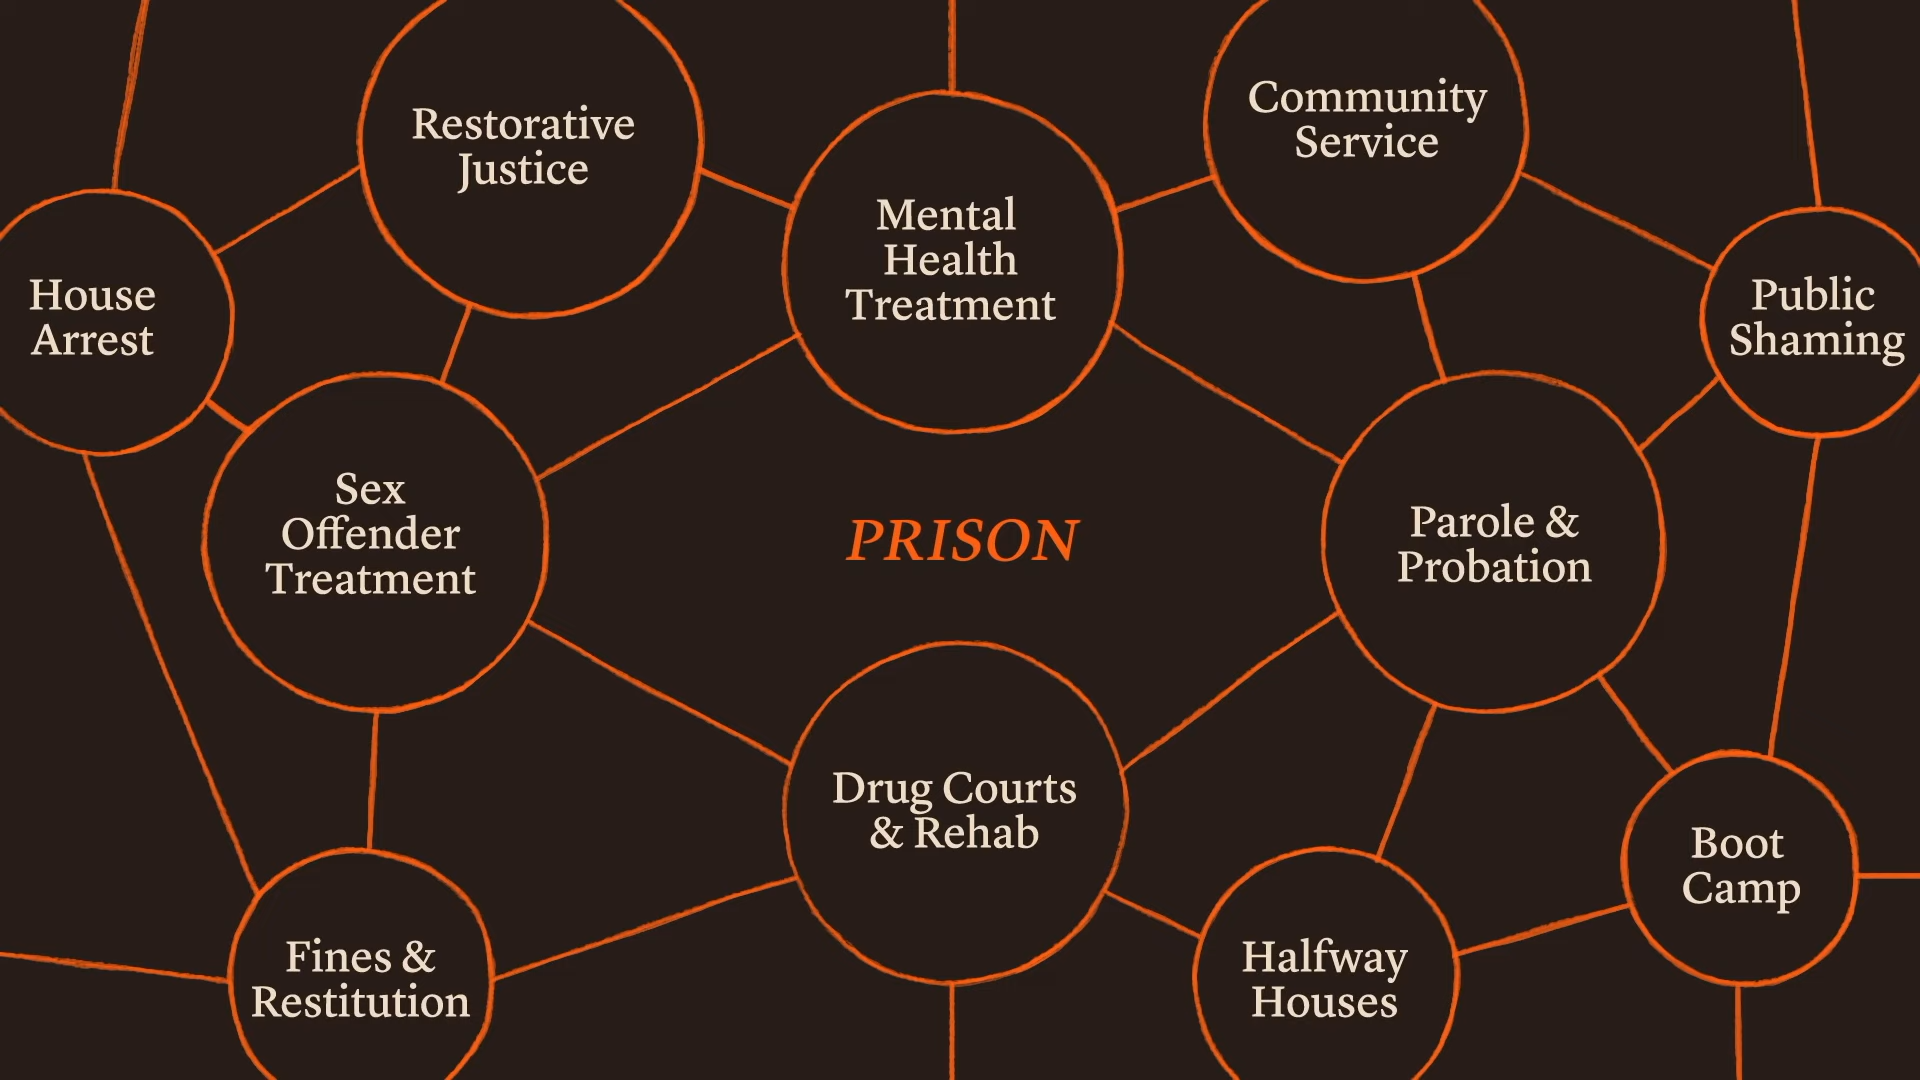 Restorative
Justice
Community
Service
Mental
Health
Treatment
House
Arrest
Public
Shaming
Sex
Offender
Treatment
PRISON
Parole &
Probation
Drug Courts
& Rehab
Boot
Camp
Fines &
Restitution
Halfway
Houses